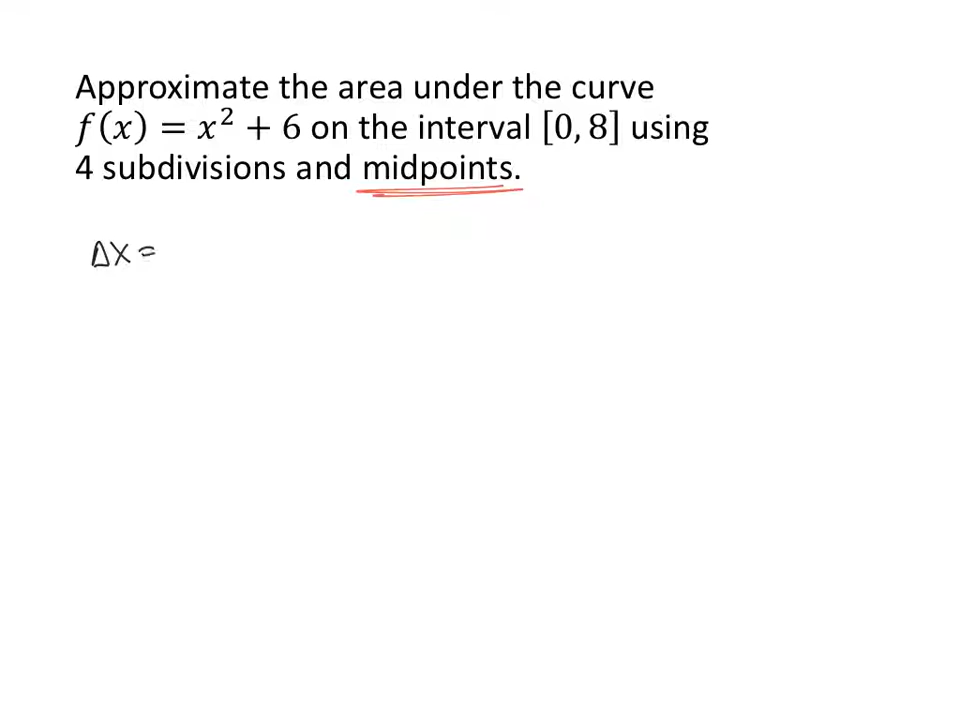 Approximate the area under the curve
f(x) = x² + 6 on the interval [0, 8] using
4 subdivisions and midpoints.
Δx =